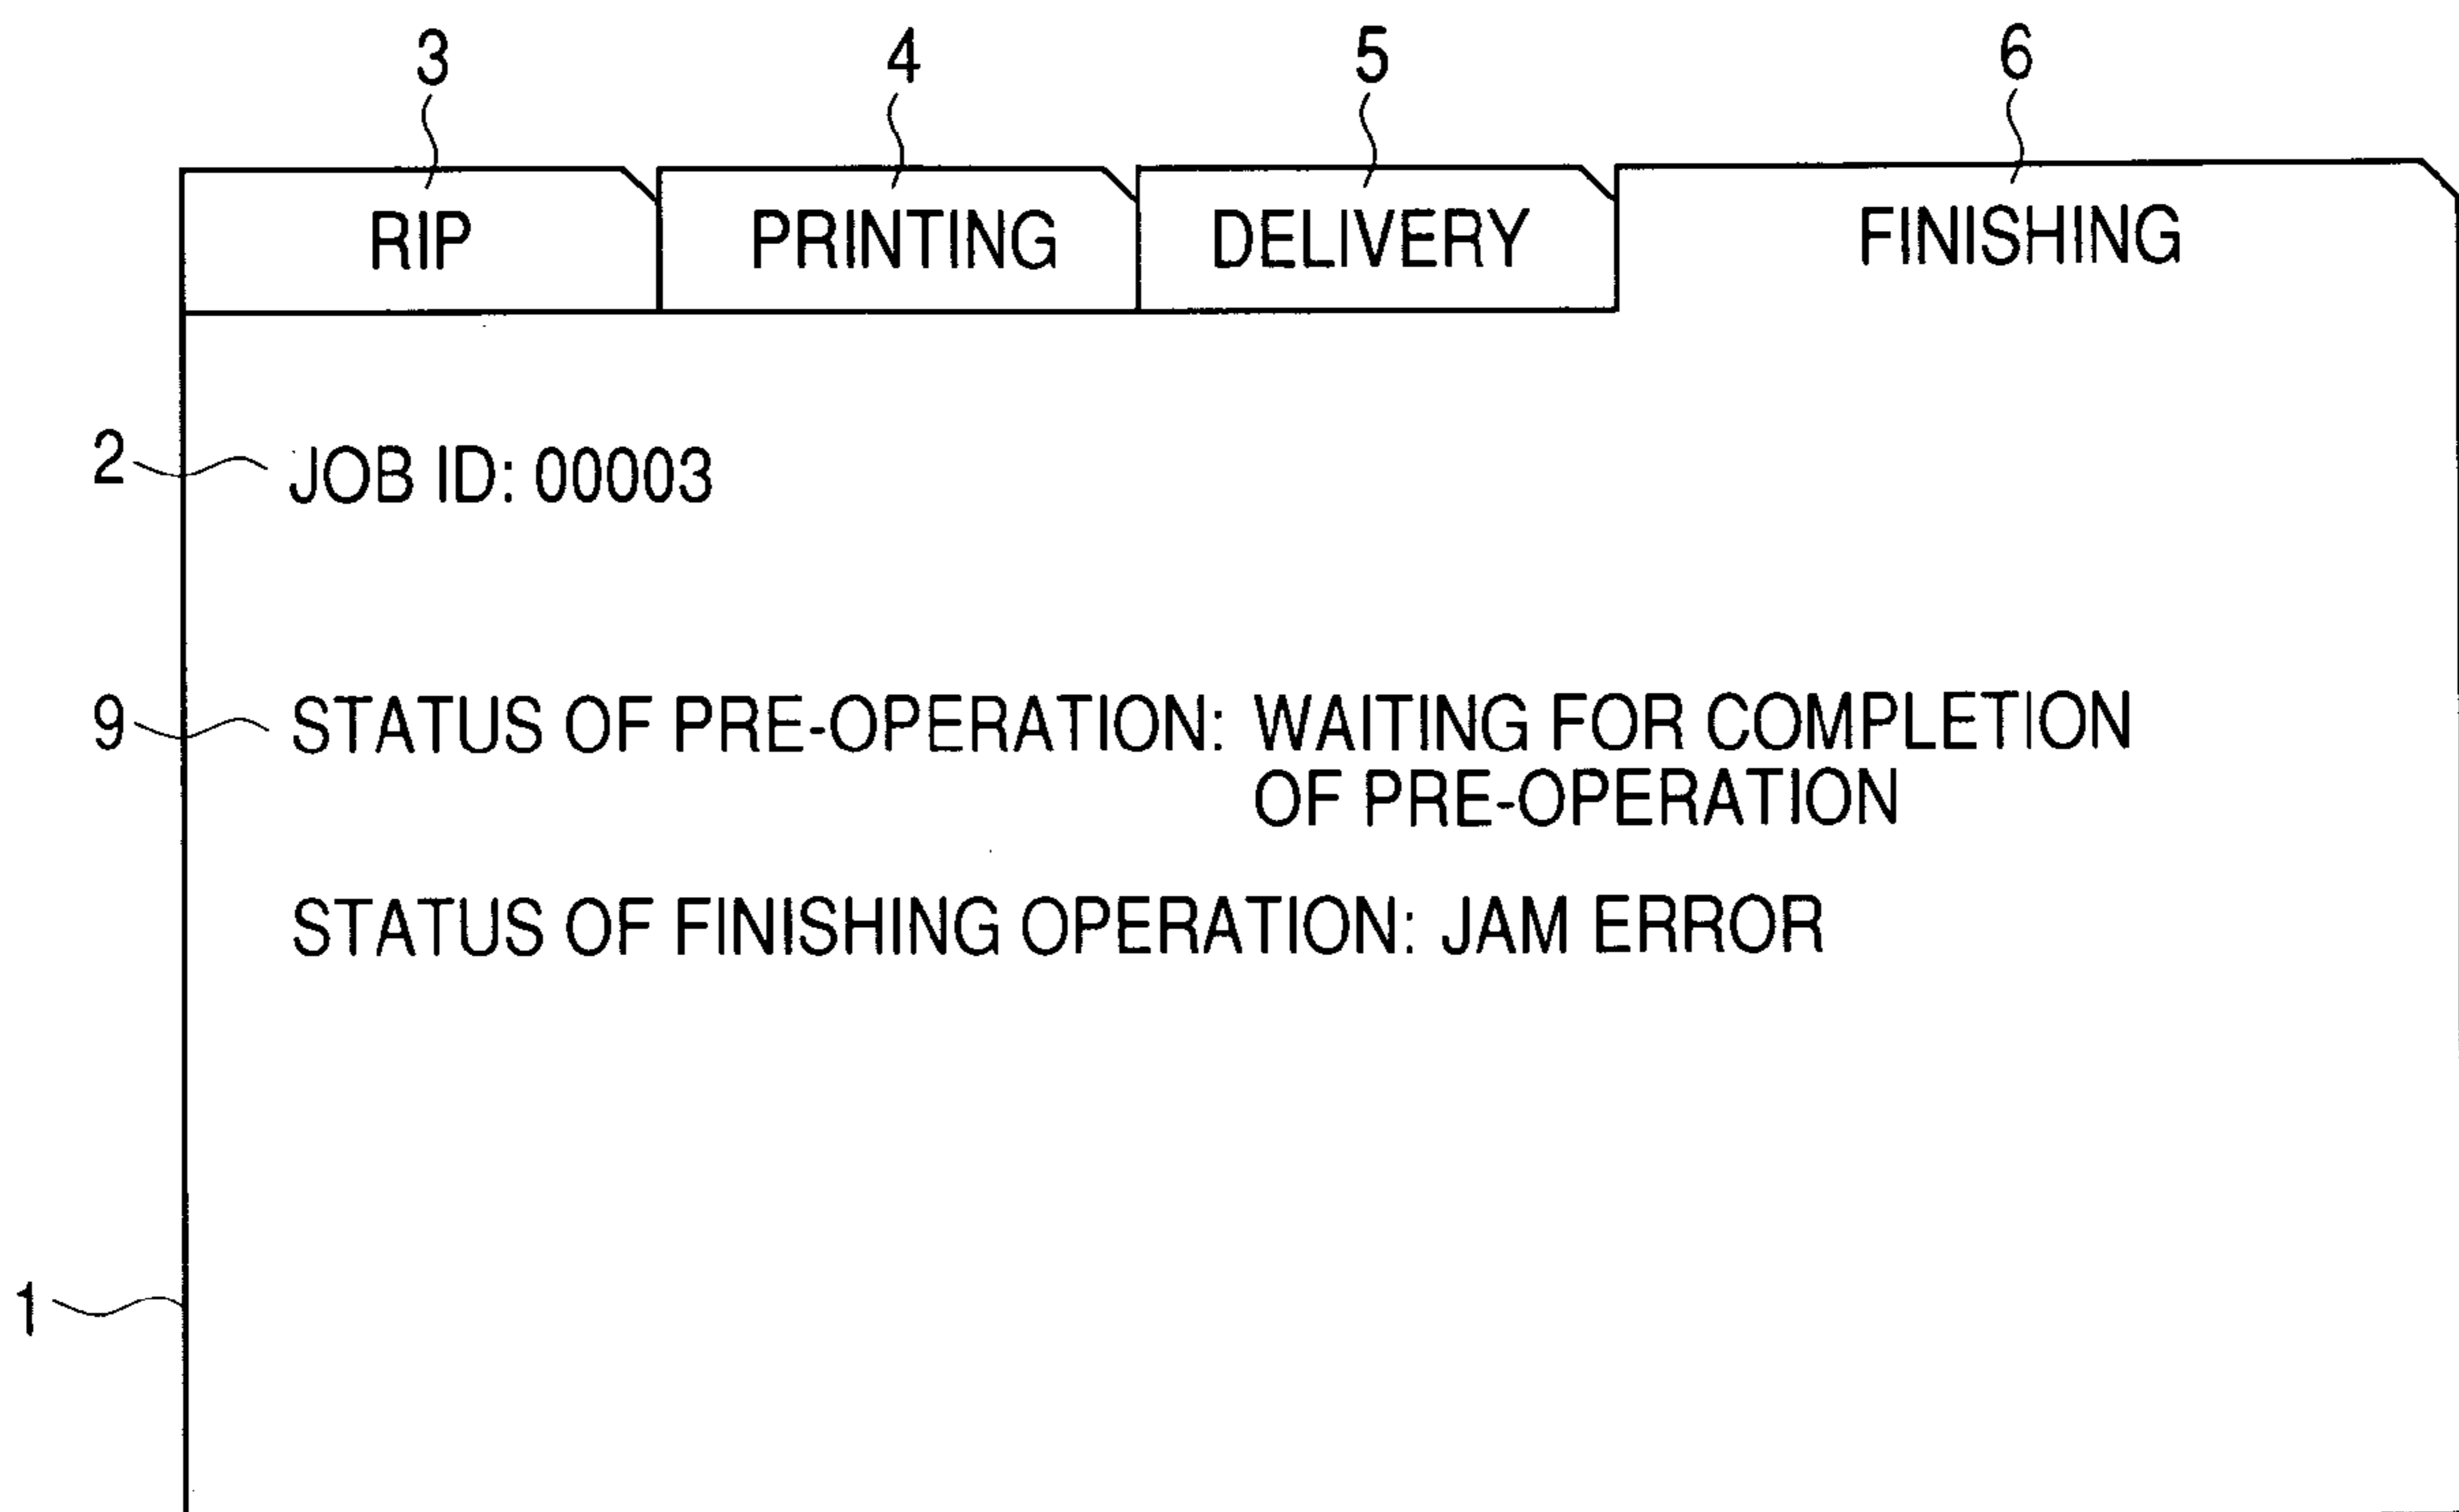 3 4 5 6
RIP PRINTING DELIVERY FINISHING
2 JOB ID: 00003
9 STATUS OF PRE-OPERATION: WAITING FOR COMPLETION
OF PRE-OPERATION
STATUS OF FINISHING OPERATION: JAM ERROR
1